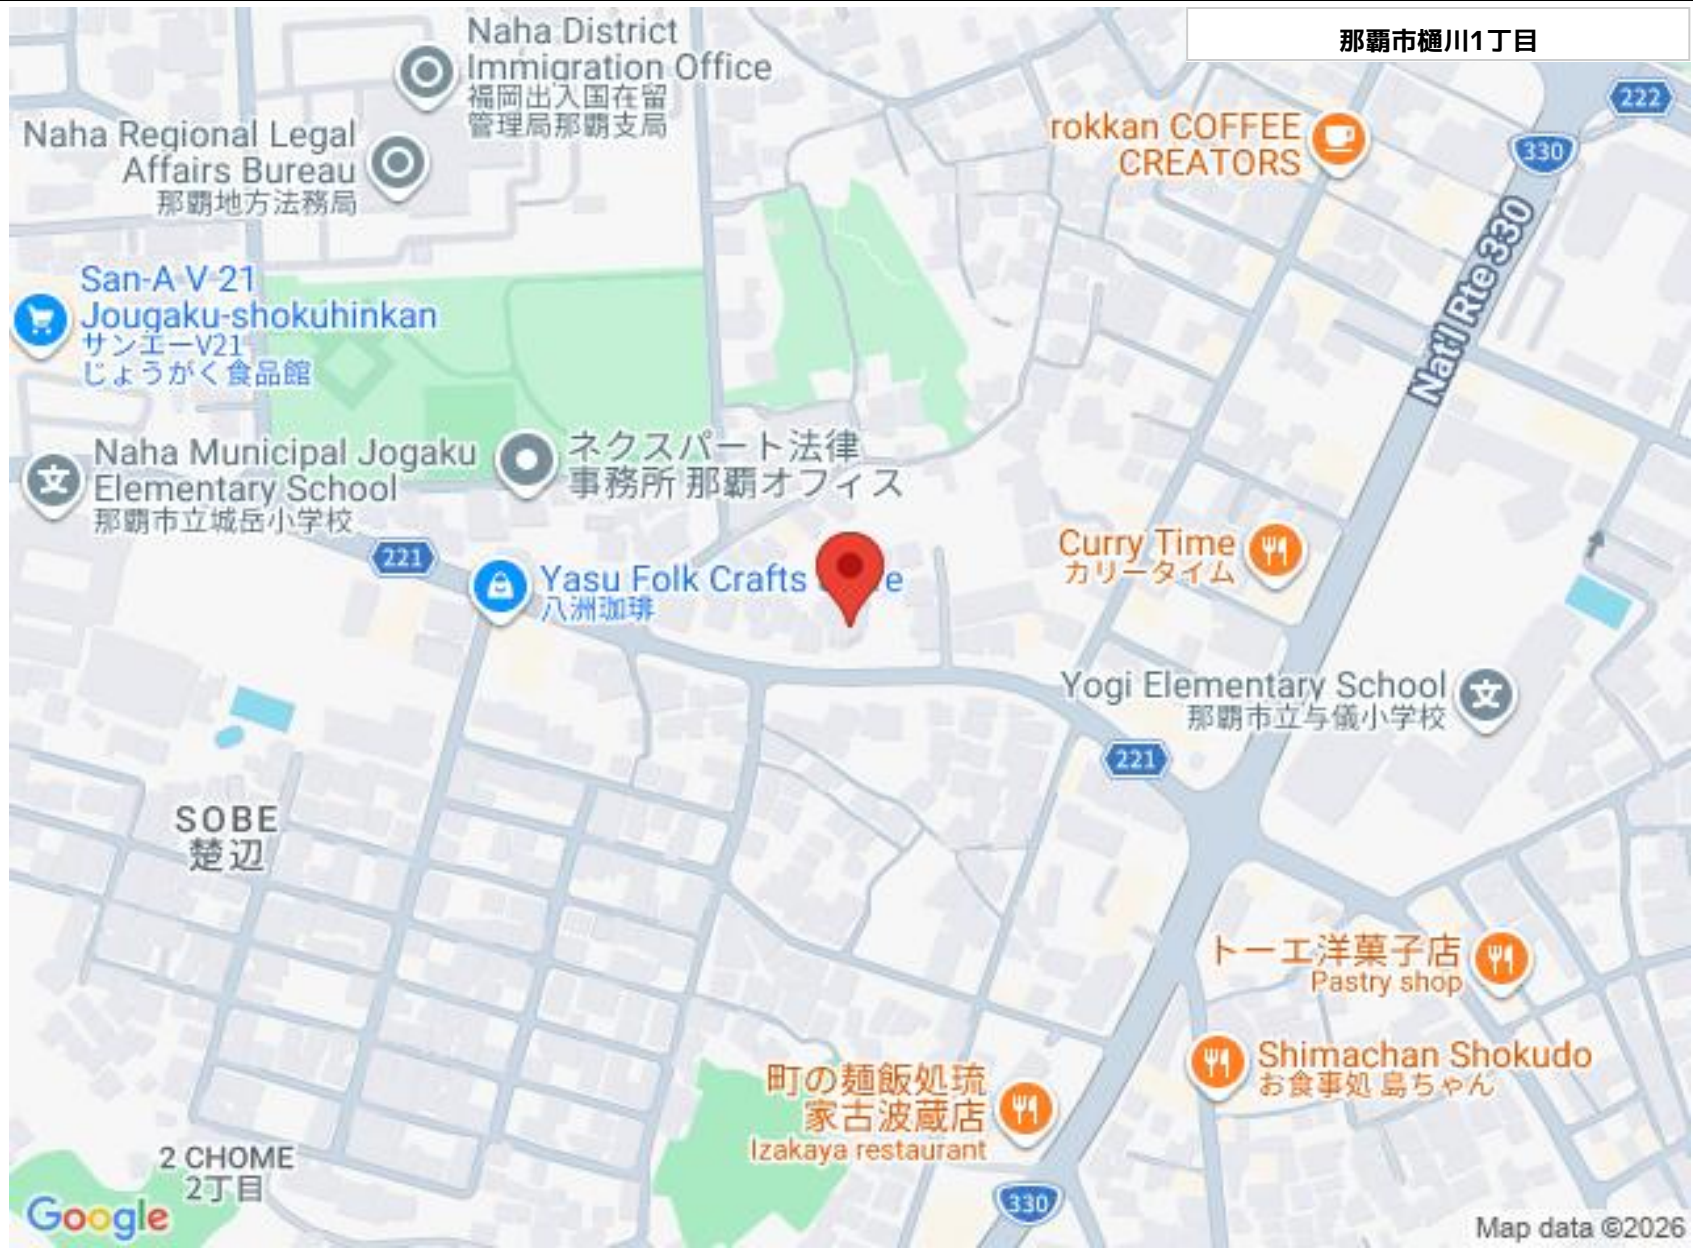 那覇市樋川1丁目
Naha District
Immigration Office
福岡出入国在留
管理局那覇支局
222
rokkan COFFEE
CREATORS
330
Naha Regional Legal
Affairs Bureau
那覇地方法務局
Nat'l Rte 330
San-A V-21
Jougaku-shokuhinkan
サンエーV21
じょうがく食品館
Naha Municipal Jogaku
Elementary School
那覇市立城岳小学校
ネクスパート法律
事務所 那覇オフィス
221
Curry Time
カリータイム
Yasu Folk Crafts
八洲珈琲
Yogi Elementary School
那覇市立与儀小学校
221
SOBE
楚辺
トーエ洋菓子店
Pastry shop
Shimachan Shokudo
お食事処 島ちゃん
町の麺飯処琉
家古波蔵店
Izakaya restaurant
2 CHOME
2丁目
330
Google
Map data ©2026